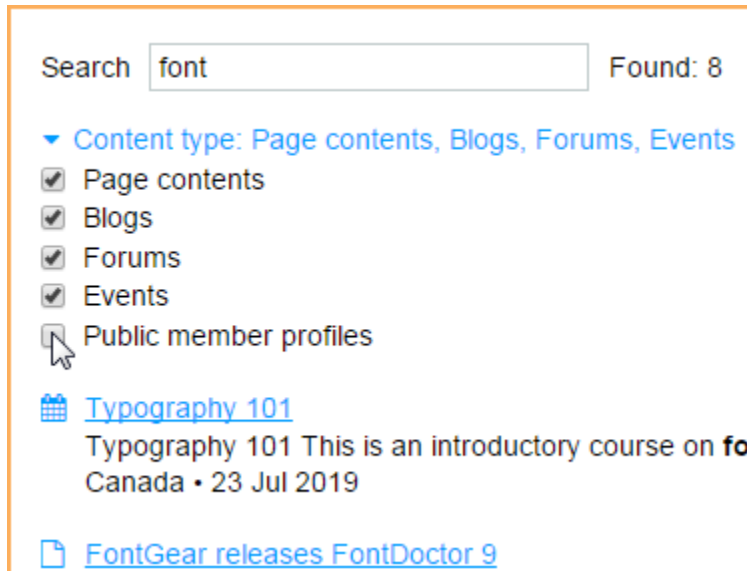 Search font Found: 8
Content type: Page contents, Blogs, Forums, Events
Page contents
Blogs
Forums
Events
Public member profiles
Typography 101
Typography 101 This is an introductory course on fo
Canada • 23 Jul 2019
FontGear releases FontDoctor 9